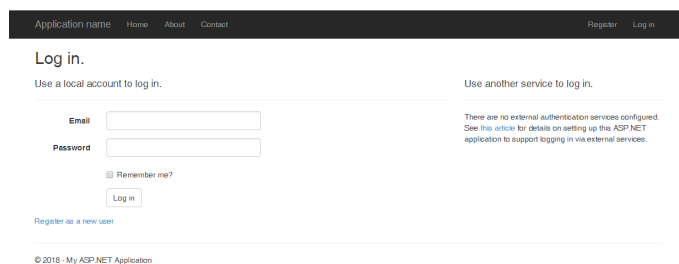 Application name Home About Contact Register Log in
Log in.
Use a local account to log in.
Email
Password
Remember me?
Log in
Register as a new user
Use another service to log in.
There are no external authentication services configured.
See this article for details on setting up this ASP.NET
application to support logging in via external services.
© 2018 - My ASP.NET Application